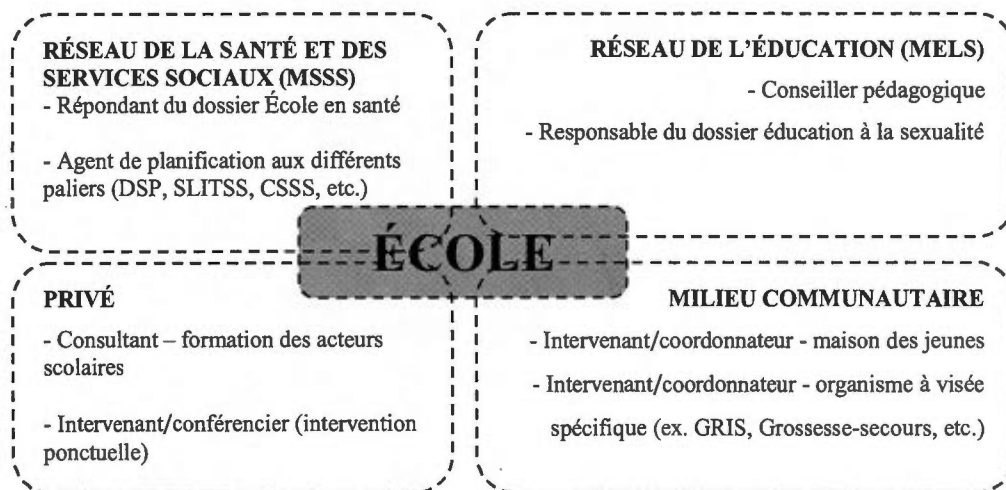 RÉSEAU DE LA SANTÉ ET DES
SERVICES SOCIAUX (MSSS)
- Répondant du dossier École en santé
- Agent de planification aux différents
paliers (DSP, SLITSS, CSSS, etc.)
RÉSEAU DE L'ÉDUCATION (MELS)
- Conseiller pédagogique
- Responsable du dossier éducation à la sexualité
ÉCOLE
PRIVÉ
- Consultant – formation des acteurs
scolaires
- Intervenant/conférencier (intervention
ponctuelle)
MILIEU COMMUNAUTAIRE
- Intervenant/coordonnateur - maison des jeunes
- Intervenant/coordonnateur - organisme à visée
spécifique (ex. GRIS, Grossesse-secours, etc.)